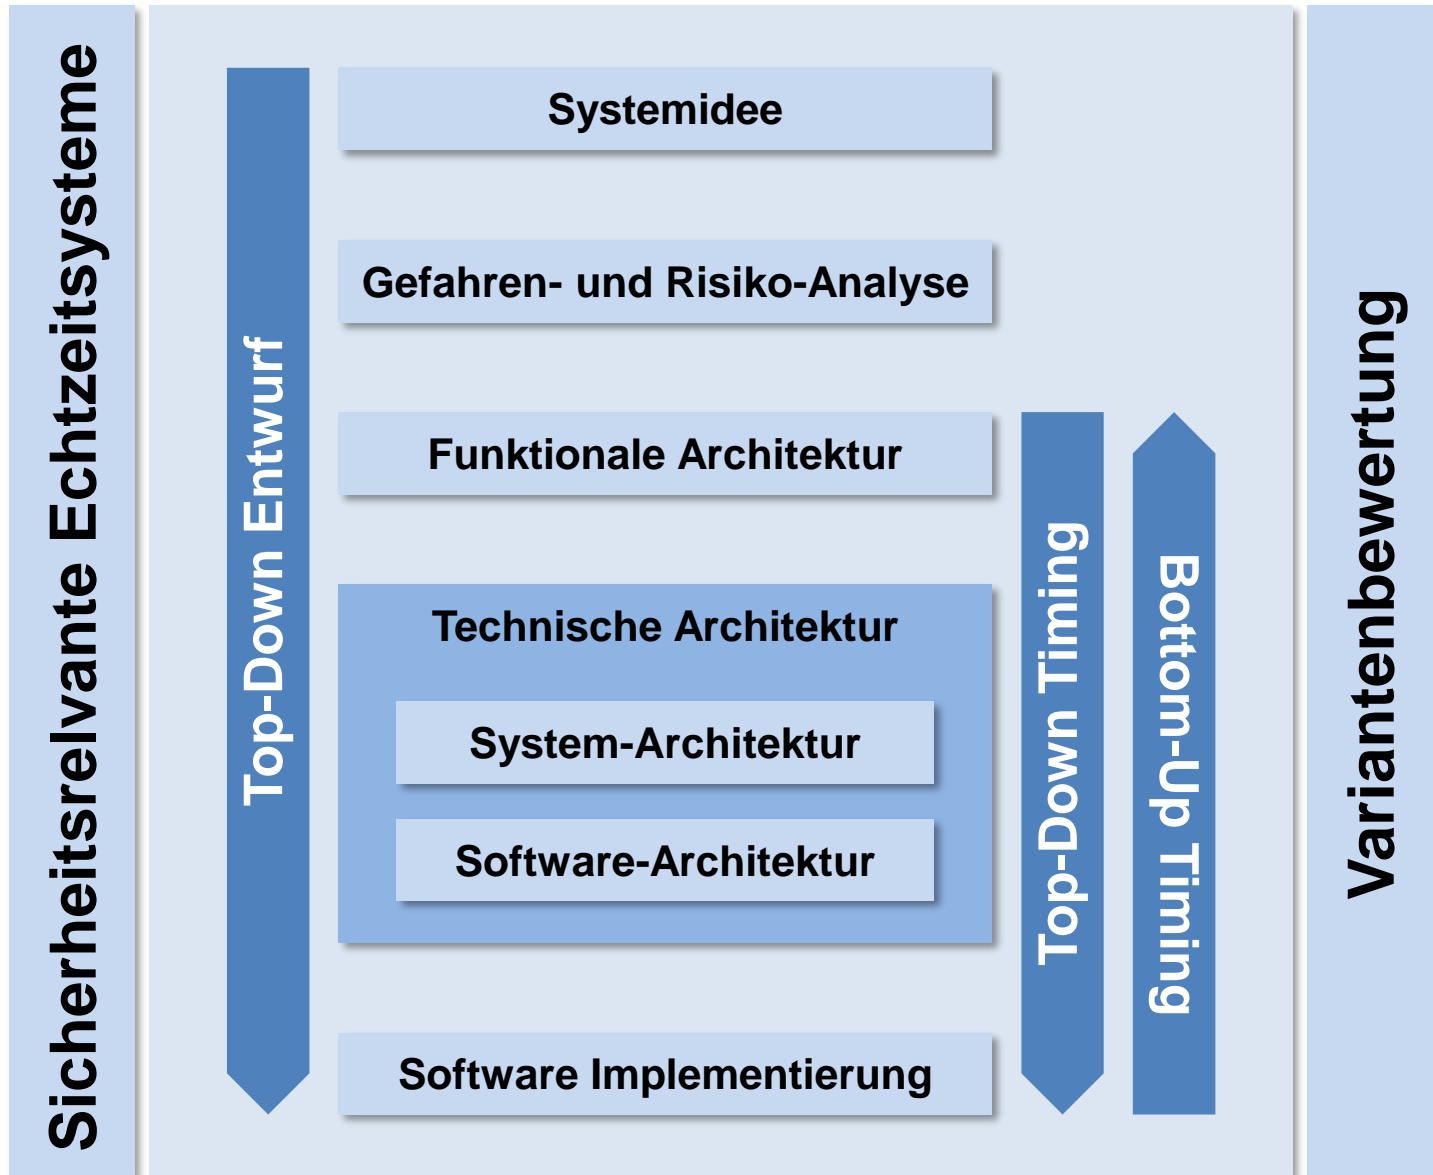 Sicherheitsrelvante Echtzeitsysteme
Top-Down Entwurf
Systemidee
Gefahren- und Risiko-Analyse
Funktionale Architektur
Technische Architektur
System-Architektur
Software-Architektur
Software Implementierung
Top-Down Timing
Bottom-Up Timing
Variantenbewertung